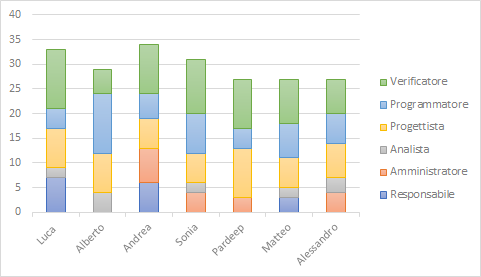 40
35
30
25
20
15
10
5
0
Luca
Alberto
Andrea
Sonia
Pardeep
Matteo
Alessandro
Verificatore
Programmatore
Progettista
Analista
Amministratore
Responsabile